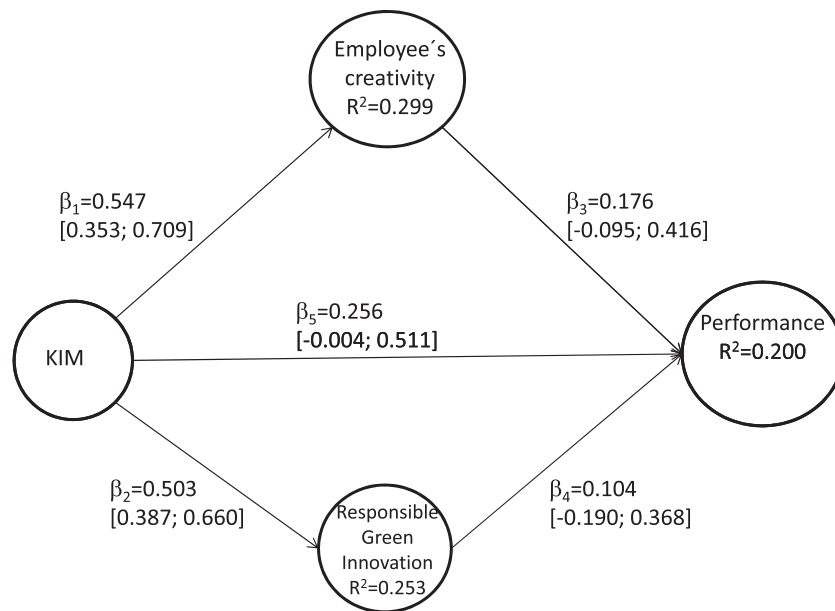 Employee´s
creativity
R²=0.299
β₁=0.547
[0.353; 0.709]
β₃=0.176
[-0.095; 0.416]
β₅=0.256
[-0.004; 0.511]
KIM
Performance
R²=0.200
β₂=0.503
[0.387; 0.660]
β₄=0.104
[-0.190; 0.368]
Responsible
Green
Innovation
R²=0.253